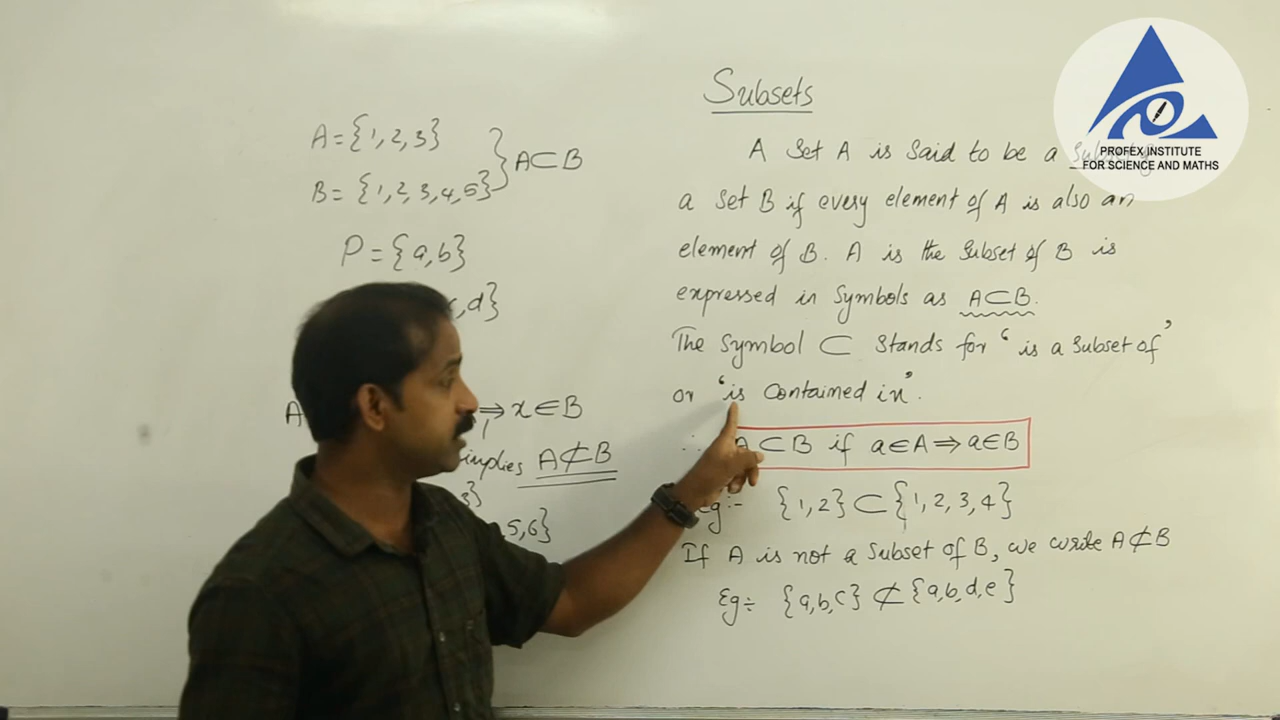 A = {1, 2, 3}
B = {1, 2, 3, 4, 5} } A⊂B
P = {a, b}
, d}
A
⇒ x∈B
implies A⊄B
3}
5, 6}
Subsets
A Set A is Said to be a
a Set B if every element of A is also an
element of B. A is the Subset of B is
expressed in Symbols as A⊂B.
The Symbol ⊂ Stands for ‘is a Subset of’
or ‘is Contained in’.
∴ A⊂B if a∈A ⇒ a∈B
Eg:- {1, 2} ⊂ {1, 2, 3, 4}
If A is not a Subset of B, we write A⊄B
Eg÷ {a, b, c} ⊄ {a, b, d, e}
PROFEX INSTITUTE
FOR SCIENCE AND MATHS